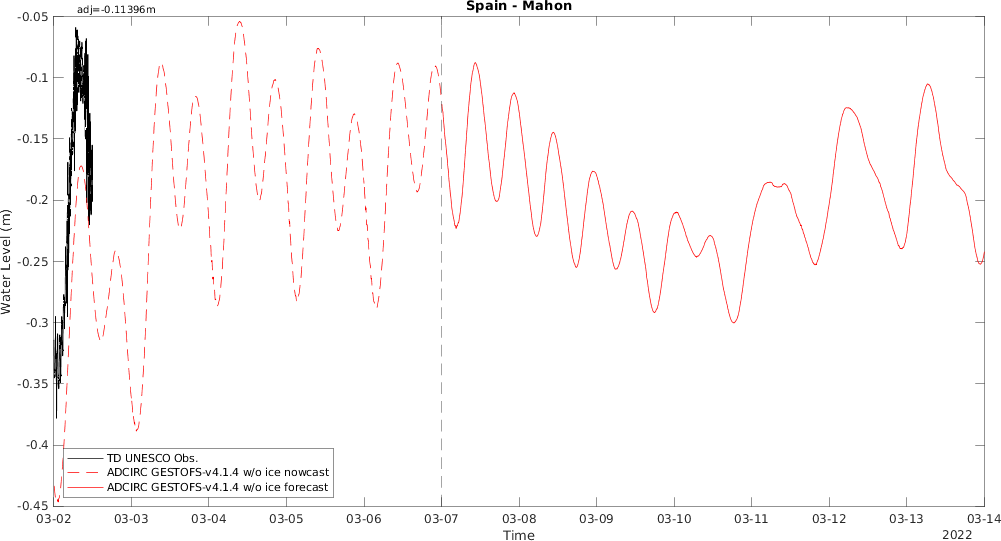 Spain - Mahon
adj=-0.11396m
-0.05
-0.1
-0.15
-0.2
-0.25
-0.3
-0.35
-0.4
-0.45
Water Level (m)
TD UNESCO Obs.
ADCIRC GESTOFS-v4.1.4 w/o ice nowcast
ADCIRC GESTOFS-v4.1.4 w/o ice forecast
03-02 03-03 03-04 03-05 03-06 03-07 03-08 03-09 03-10 03-11 03-12 03-13 03-14
Time
2022